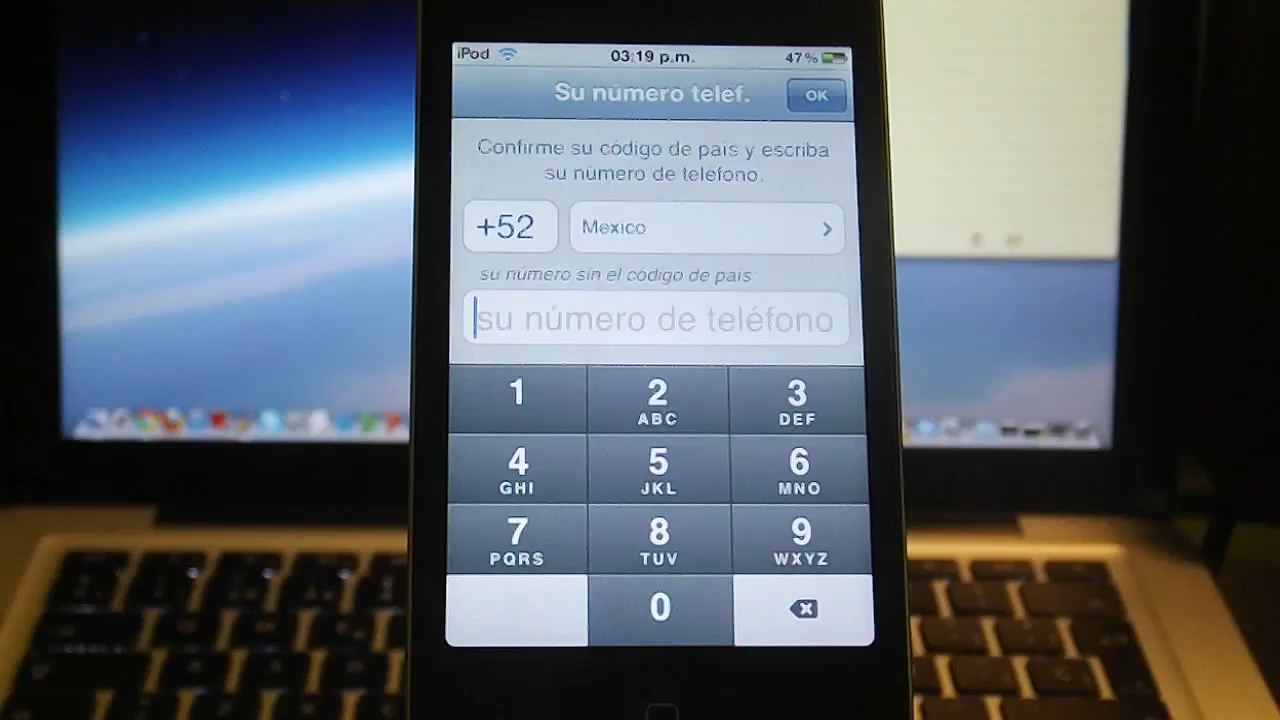 iPod 03:19 p.m. 47%
Su número telef. OK
Confirme su código de país y escriba
su número de teléfono.
+52 Mexico
su número sin el código de país
su número de teléfono
1 2 3
ABC DEF
4 5 6
GHI JKL MNO
7 8 9
PQRS TUV WXYZ
0